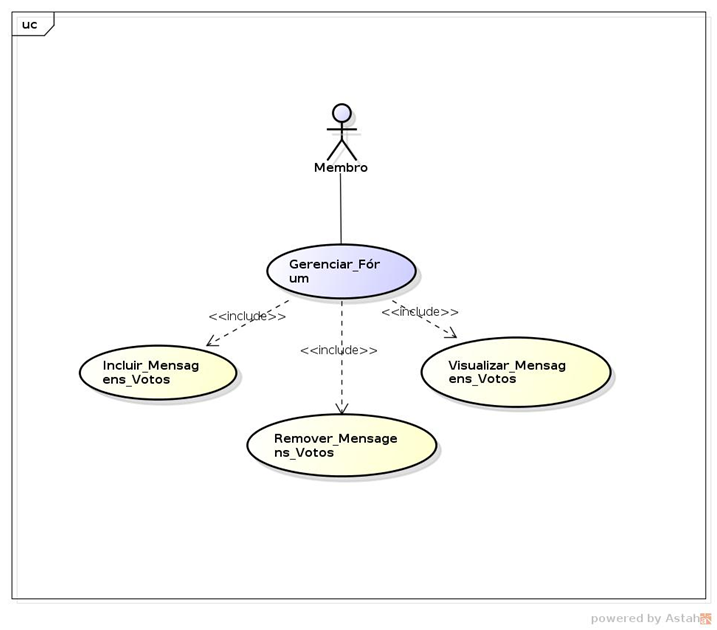 uc
Membro
Gerenciar_Fór
um
<<include>>
<<include>>
<<include>>
Incluir_Mensag
ens_Votos
Visualizar_Mensag
ens_Votos
Remover_Mensage
ns_Votos
powered by Astah